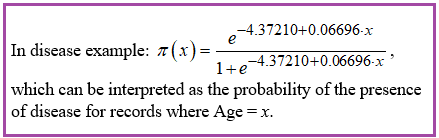 In disease example: π(x) = e^(-4.37210+0.06696·x) / (1+e^(-4.37210+0.06696·x)) ,
which can be interpreted as the probability of the presence
of disease for records where Age = x.